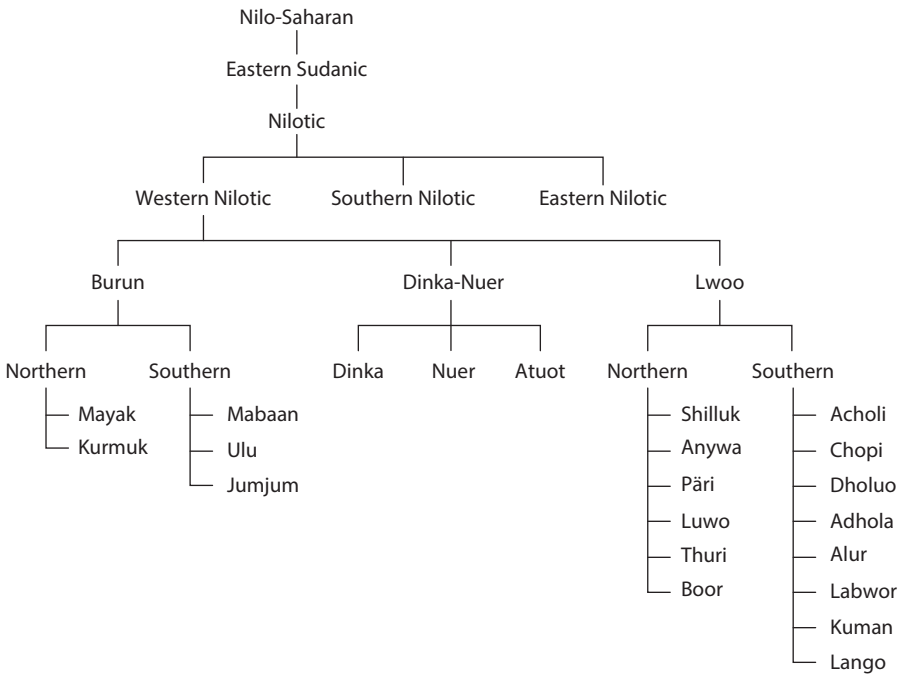 Nilo-Saharan
Eastern Sudanic
Nilotic
Western Nilotic Southern Nilotic Eastern Nilotic
Burun Dinka-Nuer Lwoo
Northern Southern Dinka Nuer Atuot Northern Southern
Mayak Mabaan Shilluk Acholi
Kurmuk Ulu Anywa Chopi
Jumjum Päri Dholuo
Luwo Adhola
Thuri Alur
Boor Labwor
Kuman
Lango